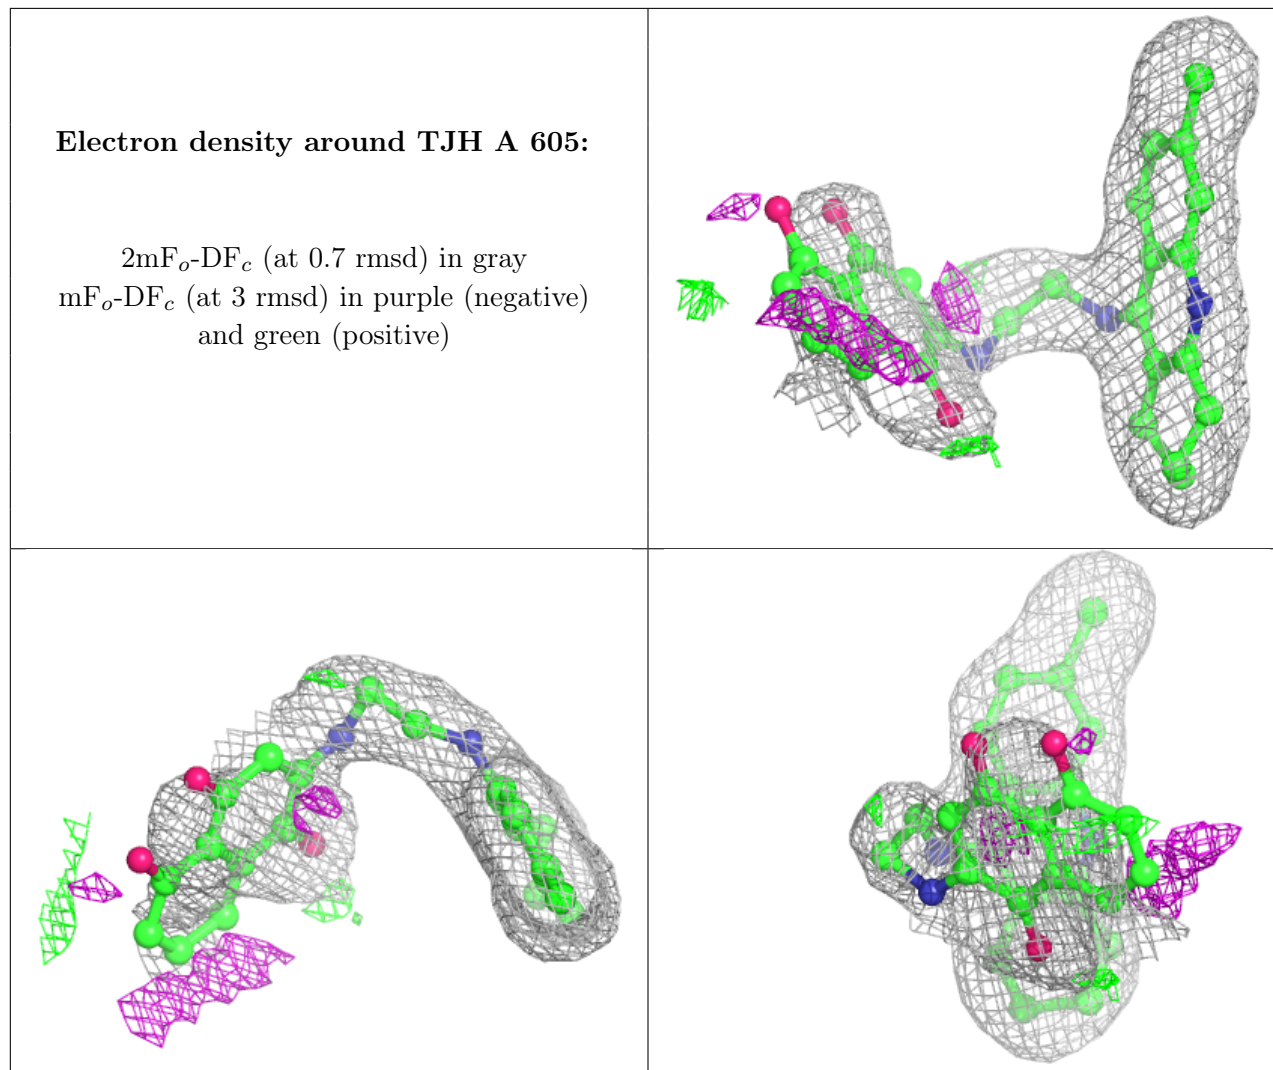 Electron density around TJH A 605:
2mFo-DFc (at 0.7 rmsd) in gray
mFo-DFc (at 3 rmsd) in purple (negative)
and green (positive)